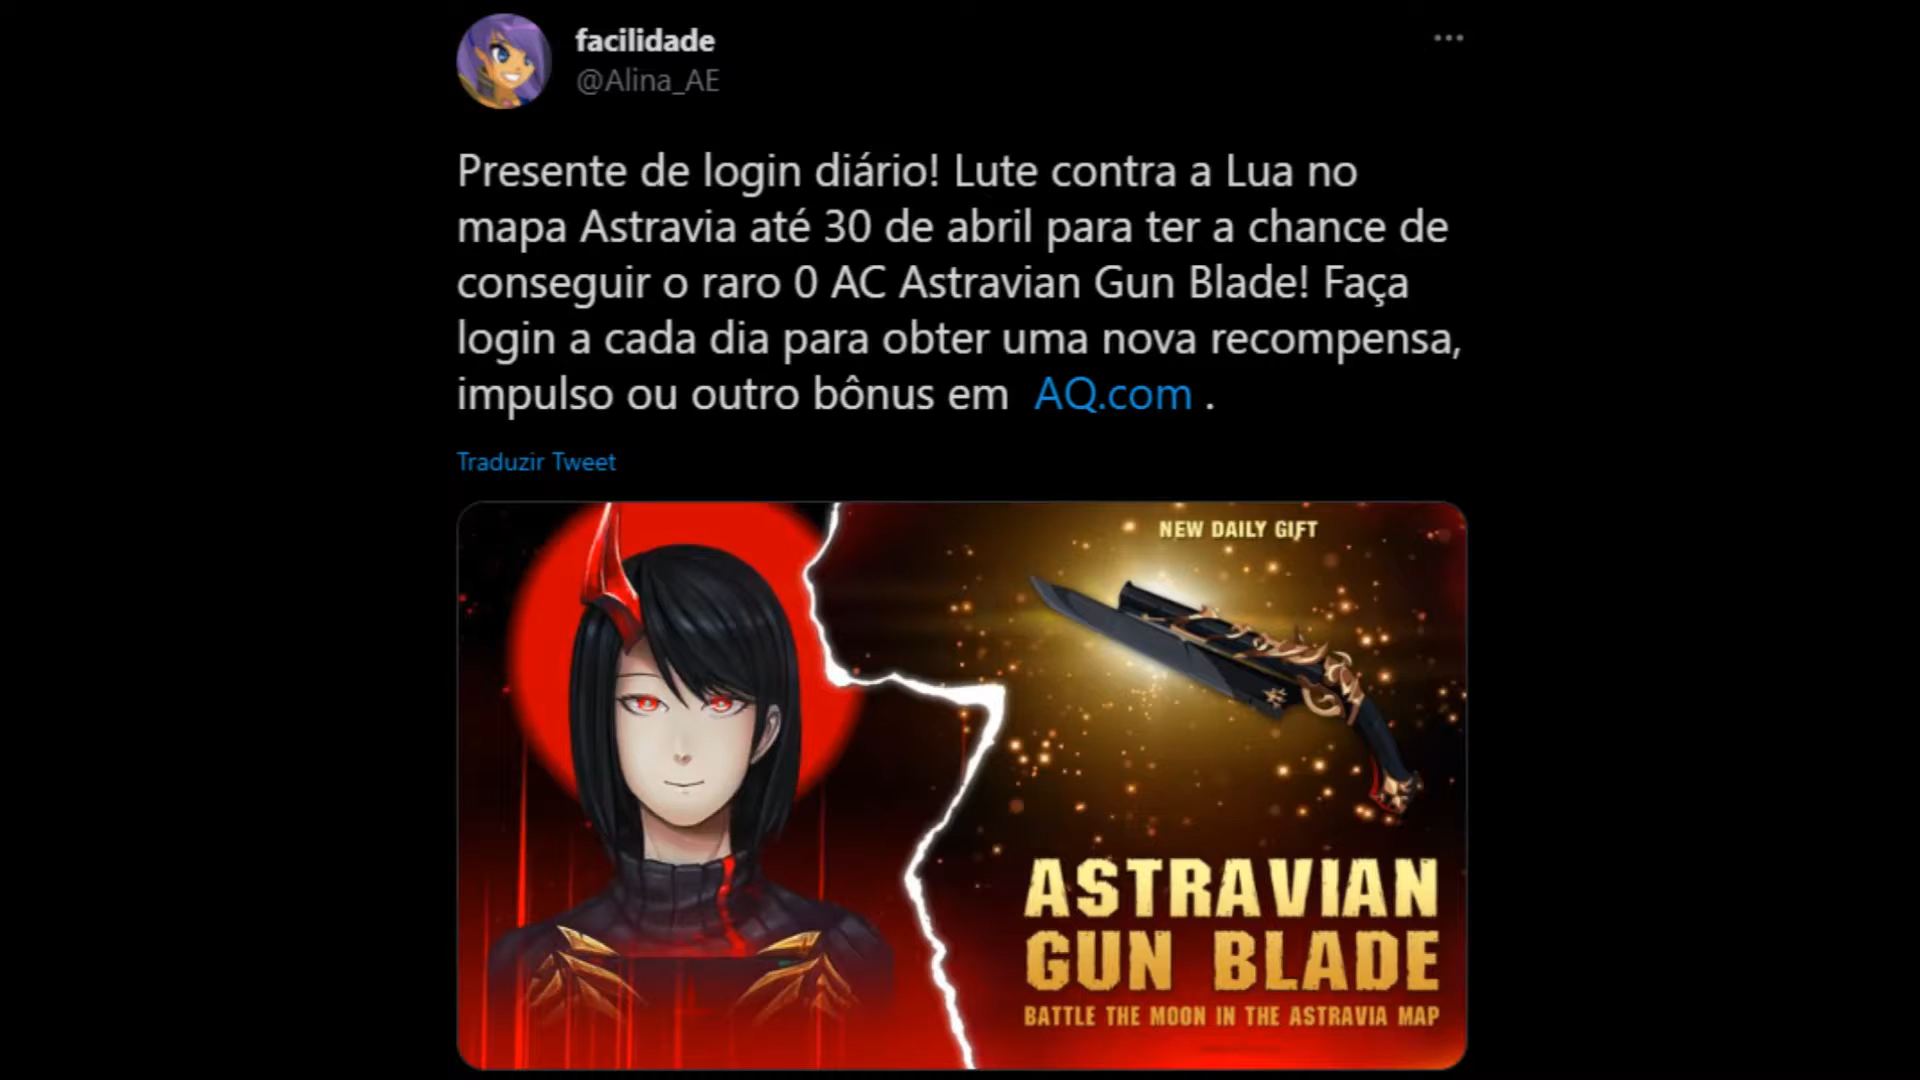 facilidade
@Alina_AE
Presente de login diário! Lute contra a Lua no
mapa Astravia até 30 de abril para ter a chance de
conseguir o raro 0 AC Astravian Gun Blade! Faça
login a cada dia para obter uma nova recompensa,
impulso ou outro bônus em AQ.com .
Traduzir Tweet
NEW DAILY GIFT
ASTRAVIAN
GUN BLADE
BATTLE THE MOON IN THE ASTRAVIA MAP